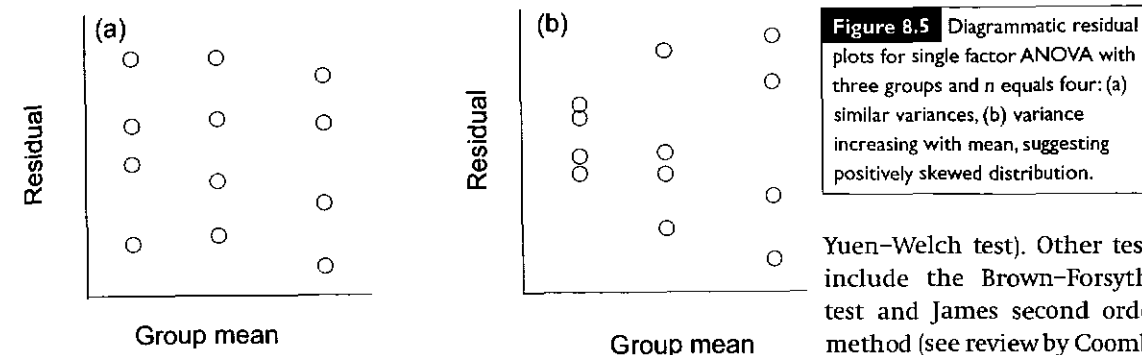 (a)
Residual
Group mean
(b)
Residual
Group mean
Figure 8.5 Diagrammatic residual
plots for single factor ANOVA with
three groups and n equals four: (a)
similar variances, (b) variance
increasing with mean, suggesting
positively skewed distribution.
Yuen–Welch test). Other tes
include the Brown–Forsyth
test and James second orde
method (see review by Coom